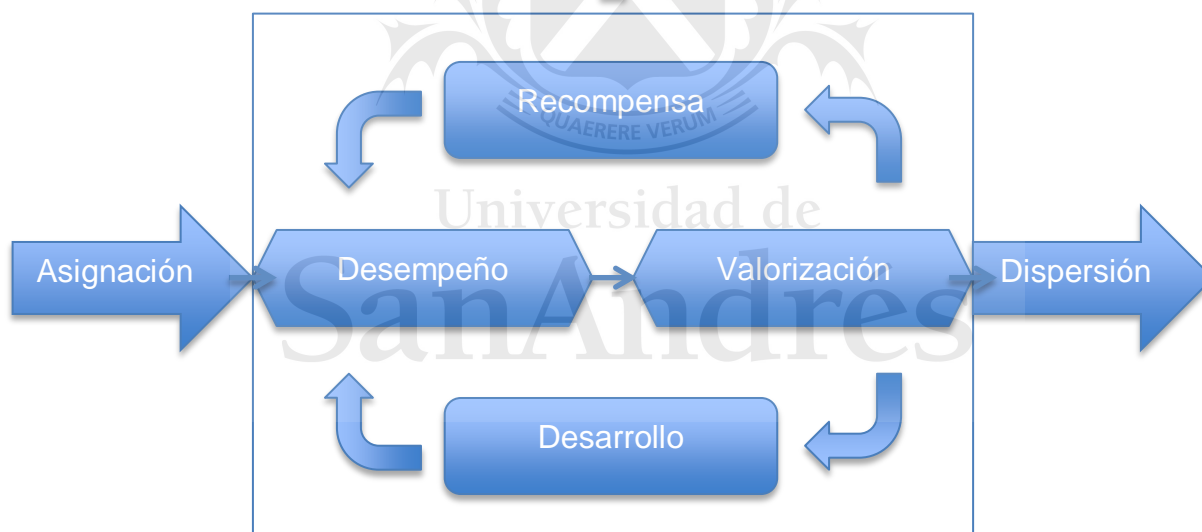 Recompensa
QUAERERE VERUM
Universidad de
SanAndrés
Asignación
Desempeño
Valorización
Dispersión
Desarrollo